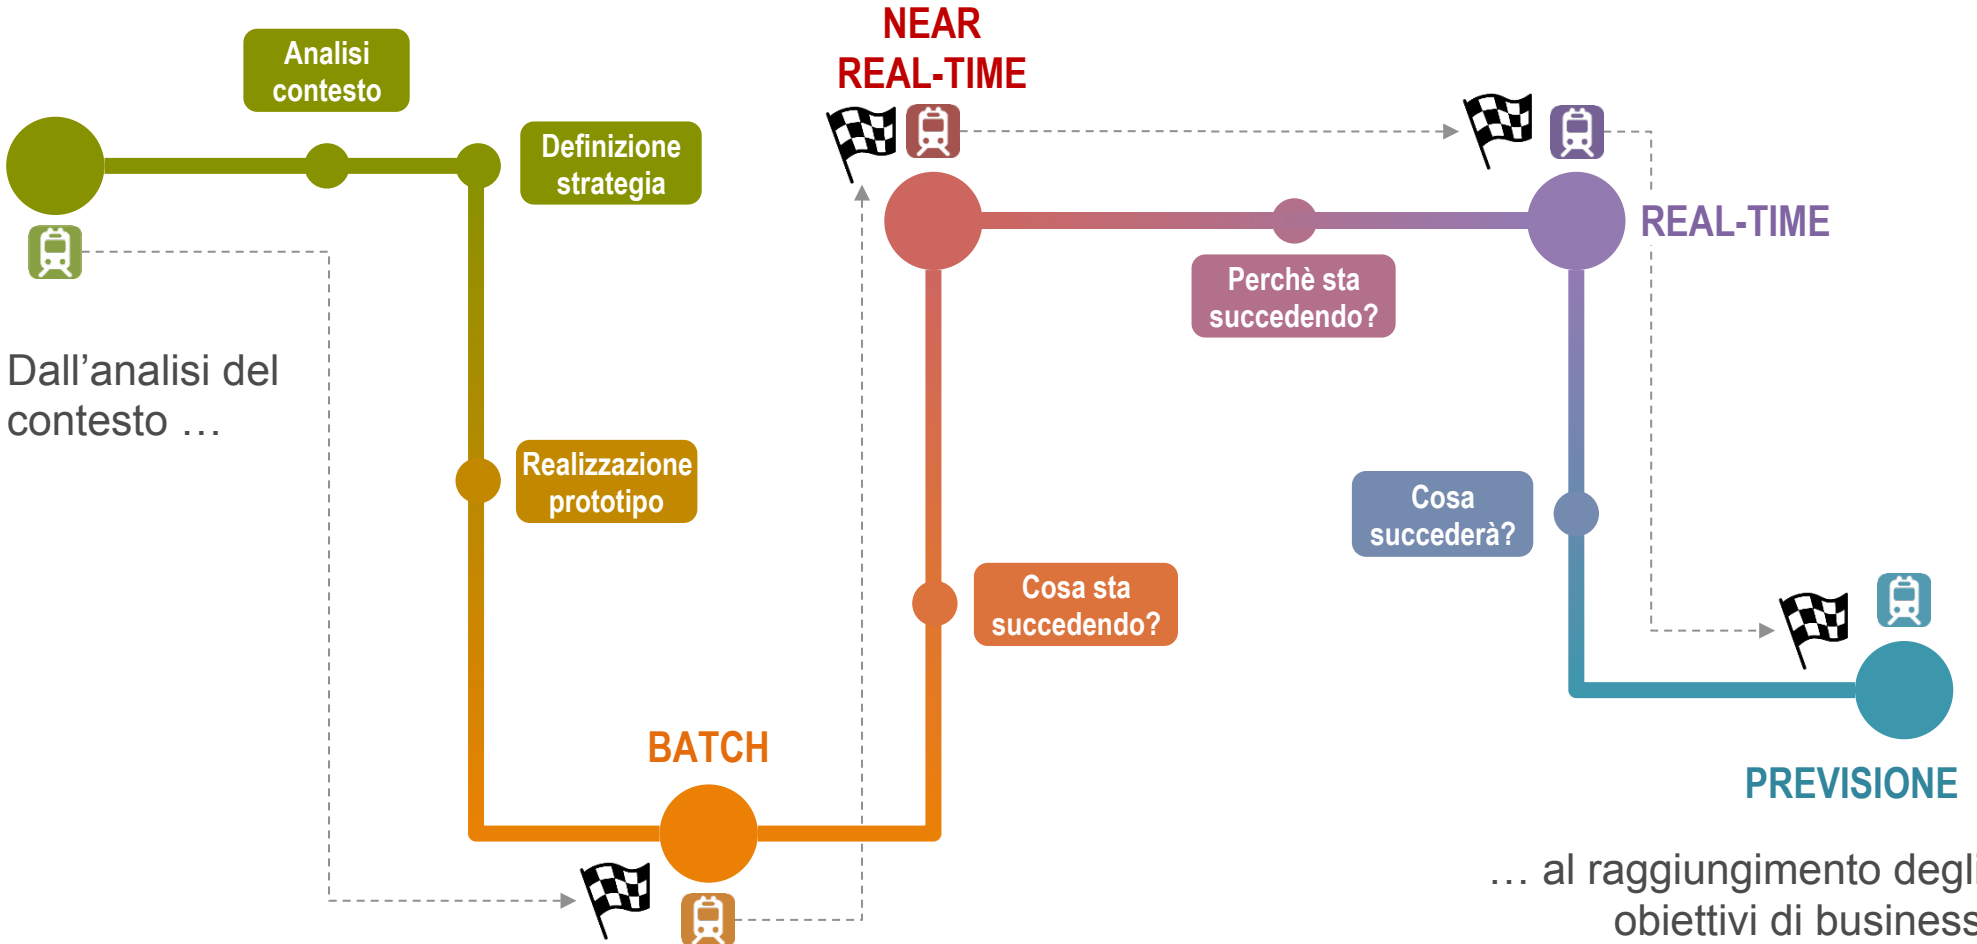 NEAR
REAL-TIME
Analisi
contesto
Definizione
strategia
REAL-TIME
Perchè sta
succedendo?
Dall’analisi del
contesto …
Realizzazione
prototipo
Cosa
succederà?
Cosa sta
succedendo?
BATCH
PREVISIONE
… al raggiungimento degli
obiettivi di business